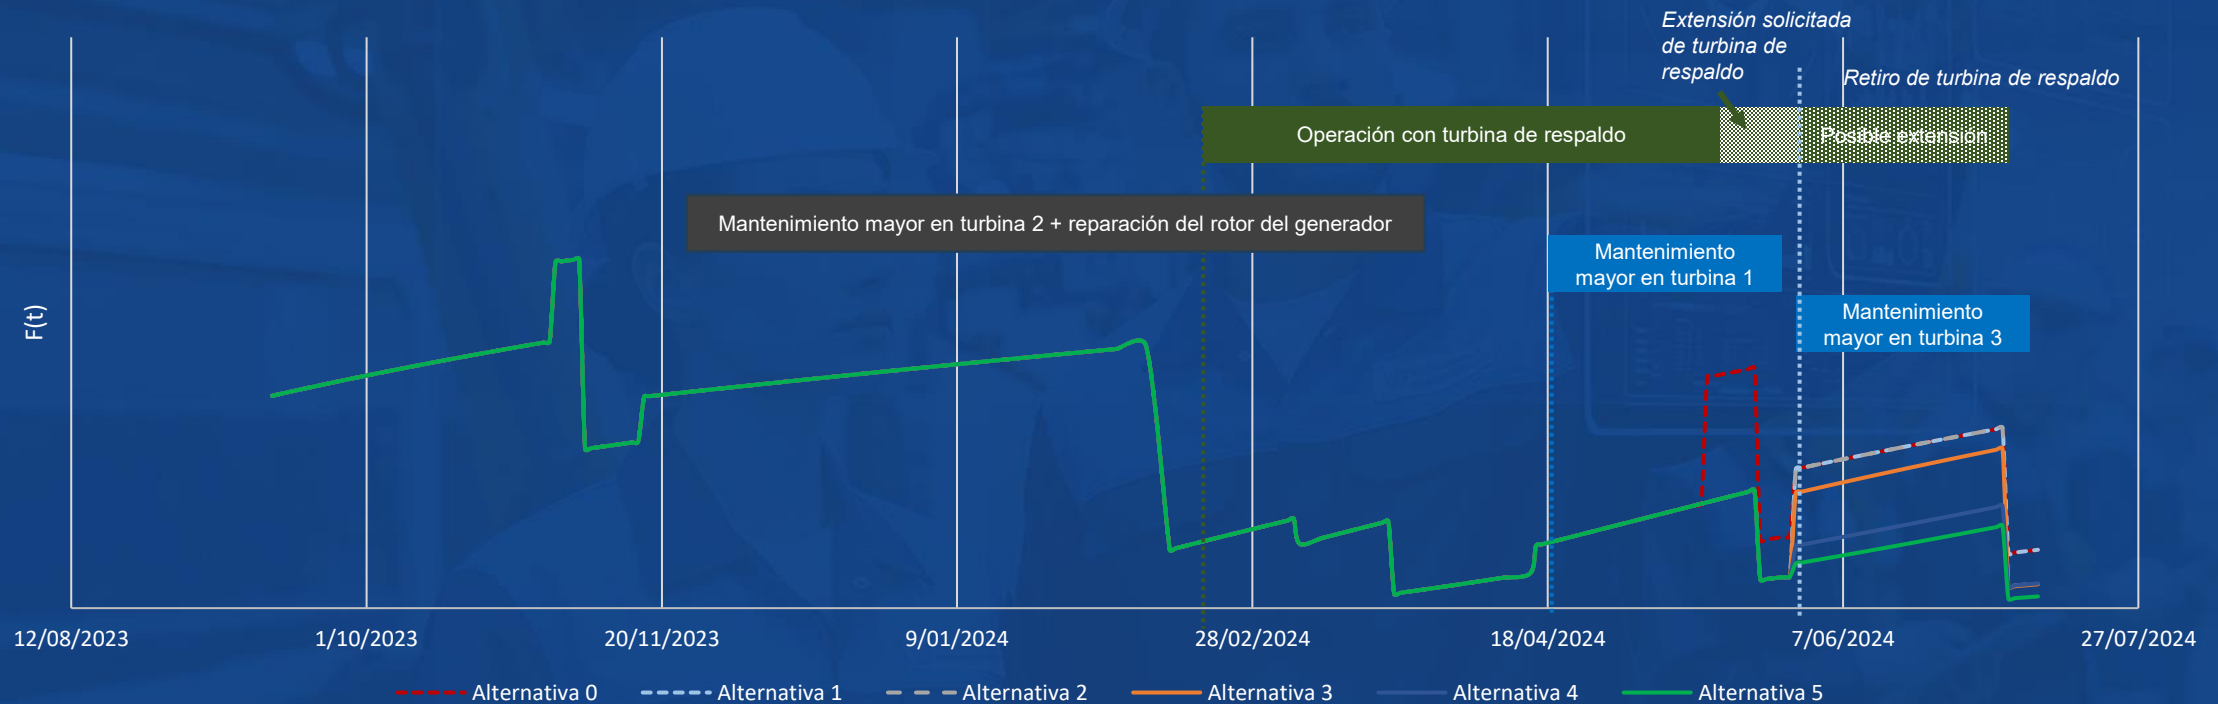 Extensión solicitada
de turbina de
respaldo
Retiro de turbina de respaldo
Operación con turbina de respaldo
Posible extensión
Mantenimiento mayor en turbina 2 + reparación del rotor del generador
Mantenimiento
mayor en turbina 1
Mantenimiento
mayor en turbina 3
F(t)
12/08/2023 1/10/2023 20/11/2023 9/01/2024 28/02/2024 18/04/2024 7/06/2024 27/07/2024
Alternativa 0 Alternativa 1 Alternativa 2 Alternativa 3 Alternativa 4 Alternativa 5